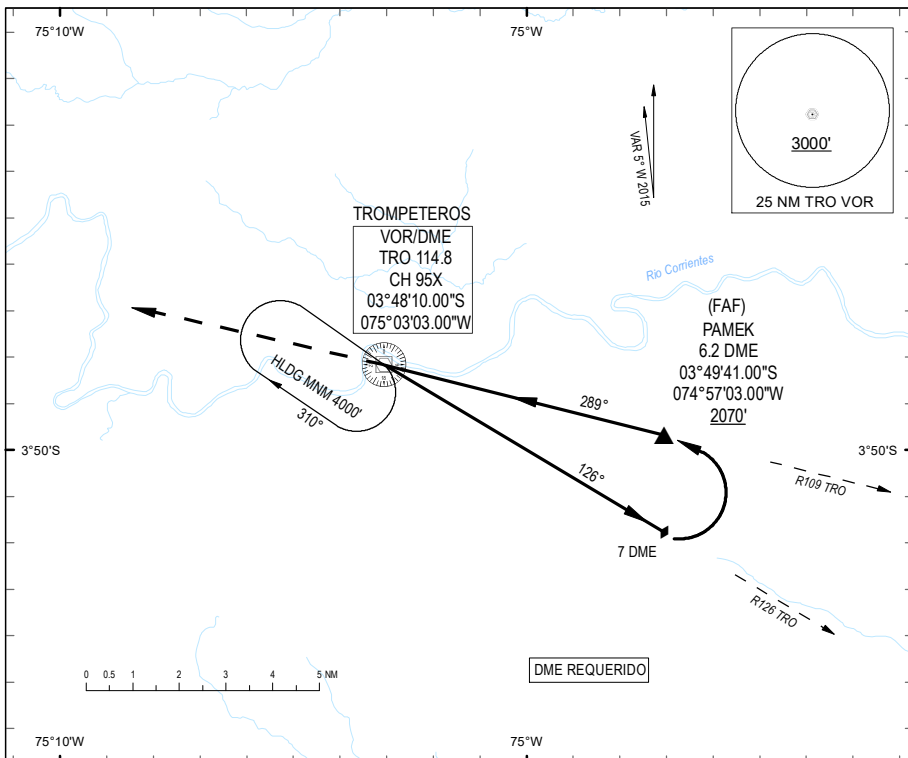 75°10'W
75°W
VAR 5° W 2015
3000'
25 NM TRO VOR
TROMPETEROS
VOR/DME
TRO 114.8
CH 95X
03°48'10.00"S
075°03'03.00"W
Rio Corrientes
(FAF)
PAMEK
6.2 DME
03°49'41.00"S
074°57'03.00"W
2070'
HLDG MNM 4000'
310°
289°
126°
3°50'S
3°50'S
R109 TRO
7 DME
R126 TRO
DME REQUERIDO
0 0.5 1 2 3 4 5 NM
75°10'W
75°W